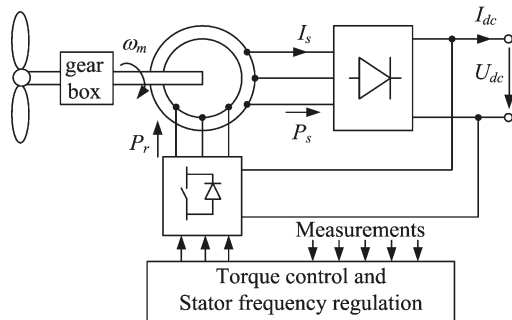 gear
box
ω_m
I_s
P_s
I_dc
U_dc
P_r
Measurements
Torque control and
Stator frequency regulation